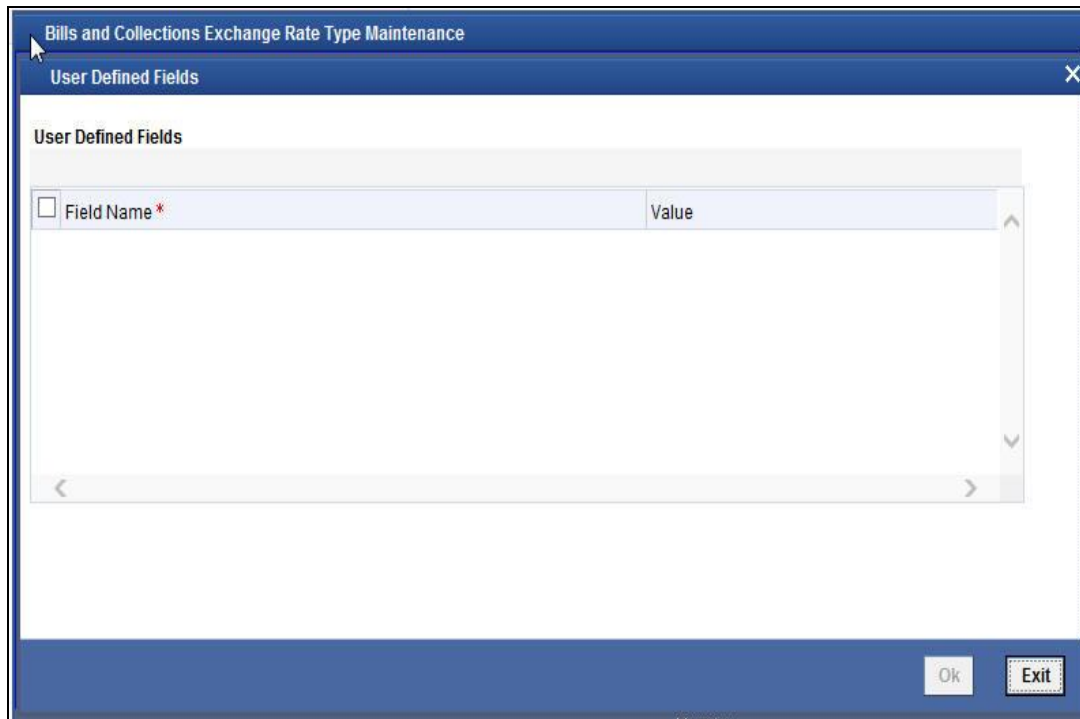 Bills and Collections Exchange Rate Type Maintenance
User Defined Fields
User Defined Fields
Field Name * Value
Ok Exit